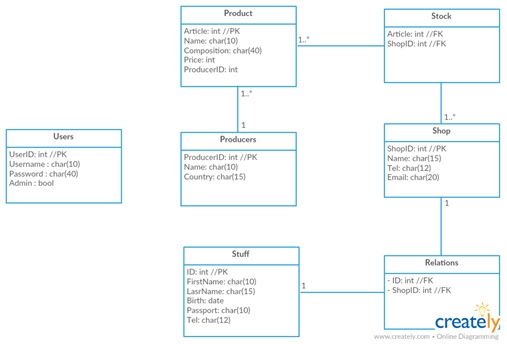 Product
Article: int //PK
Name: char(10)
Composition: char(40)
Price: int
ProducerID: int
1..*
Stock
Article: int //FK
ShopID: int //FK
1..*
1
1..*
Users
UserID: int //PK
Username : char(10)
Password : char(40)
Admin : bool
Producers
ProducerID: int //PK
Name: char(10)
Country: char(15)
Shop
ShopID: int //PK
Name: char(15)
Tel: char(12)
Email: char(20)
1
Stuff
ID: int //PK
FirstName: char(10)
LasrName: char(15)
Birth: date
Passport: char(10)
Tel: char(12)
1
Relations
- ID: int //FK
- ShopID: int //FK
creately
www.creately.com • Online Diagramming